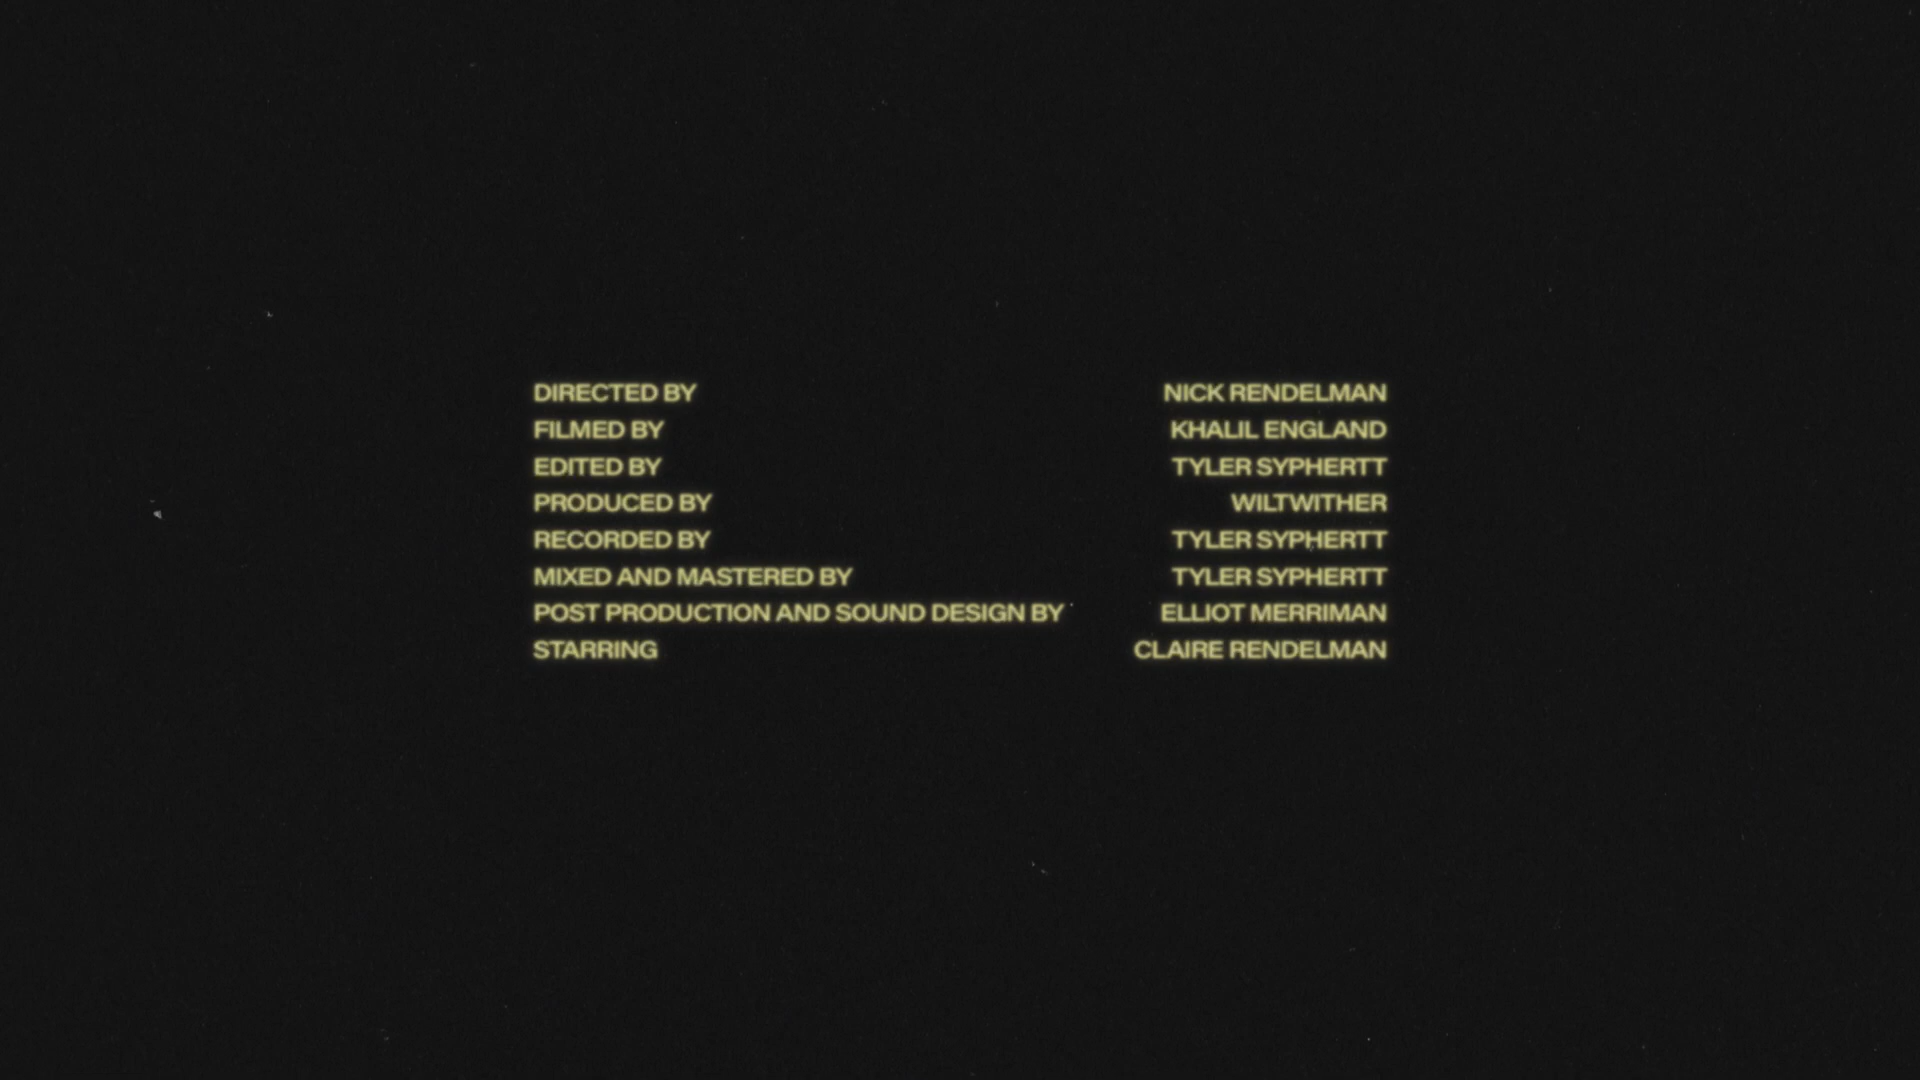 DIRECTED BY NICK RENDELMAN
FILMED BY KHALIL ENGLAND
EDITED BY TYLER SYPHERTT
PRODUCED BY WILTWITHER
RECORDED BY TYLER SYPHERTT
MIXED AND MASTERED BY TYLER SYPHERTT
POST PRODUCTION AND SOUND DESIGN BY ELLIOT MERRIMAN
STARRING CLAIRE RENDELMAN